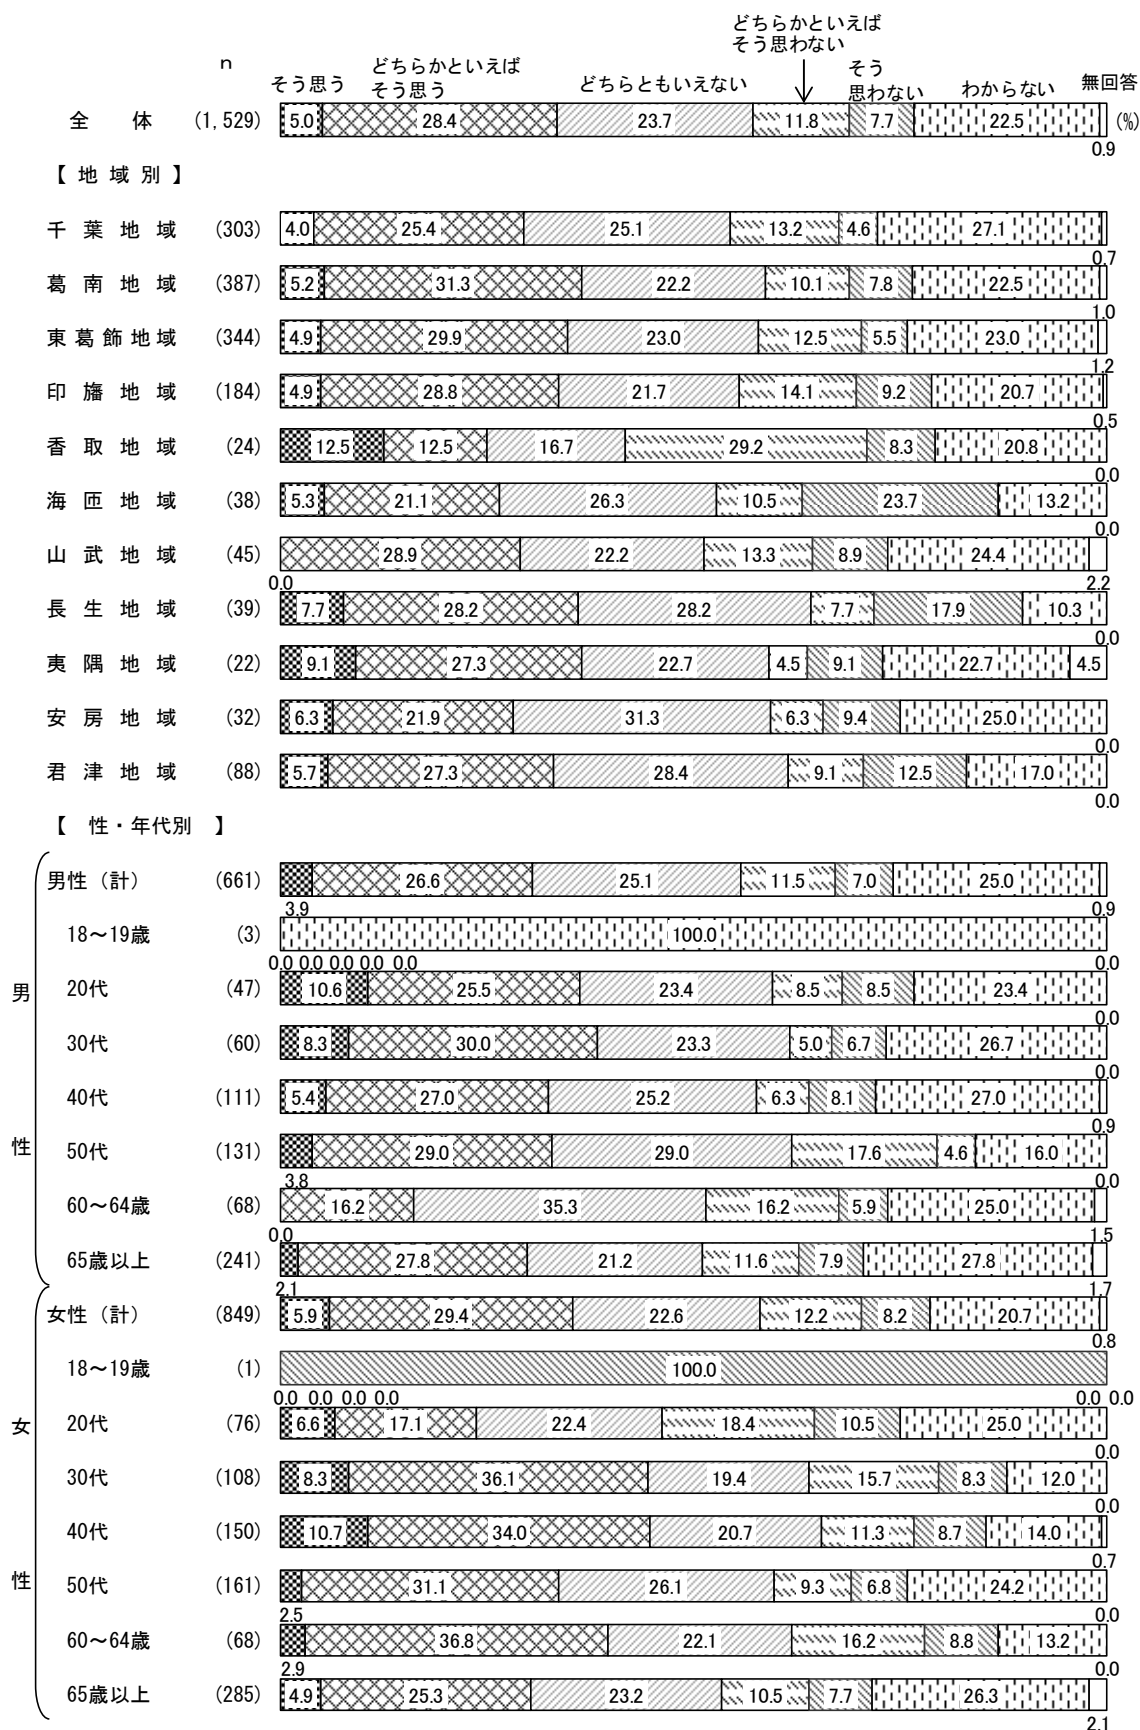 どちらかといえば
そう思わない
n
そう思う
どちらかといえば
そう思う
どちらともいえない
そう
思わない
わからない
無回答
全 体 (1,529) 5.0 28.4 23.7 11.8 7.7 22.5 (%)
0.9
【地域別】
千葉地域 (303) 4.0 25.4 25.1 13.2 4.6 27.1
0.7
葛南地域 (387) 5.2 31.3 22.2 10.1 7.8 22.5
1.0
東葛飾地域 (344) 4.9 29.9 23.0 12.5 5.5 23.0
1.2
印旛地域 (184) 4.9 28.8 21.7 14.1 9.2 20.7
0.5
香取地域 (24) 12.5 12.5 16.7 29.2 8.3 20.8
0.0
海匝地域 (38) 5.3 21.1 26.3 10.5 23.7 13.2
0.0
山武地域 (45) 28.9 22.2 13.3 8.9 24.4
0.0 2.2
長生地域 (39) 7.7 28.2 28.2 7.7 17.9 10.3
0.0
夷隅地域 (22) 9.1 27.3 22.7 4.5 9.1 22.7 4.5
安房地域 (32) 6.3 21.9 31.3 6.3 9.4 25.0
0.0
君津地域 (88) 5.7 27.3 28.4 9.1 12.5 17.0
0.0
【 性・年代別 】
男性（計） (661) 26.6 25.1 11.5 7.0 25.0
3.9 0.9
18～19歳 (3) 100.0
0.0 0.0 0.0 0.0 0.0 0.0
男
20代 (47) 10.6 25.5 23.4 8.5 8.5 23.4
0.0
30代 (60) 8.3 30.0 23.3 5.0 6.7 26.7
0.0
40代 (111) 5.4 27.0 25.2 6.3 8.1 27.0
0.9
性
50代 (131) 29.0 29.0 17.6 4.6 16.0
3.8 0.0
60～64歳 (68) 16.2 35.3 16.2 5.9 25.0
0.0 1.5
65歳以上 (241) 27.8 21.2 11.6 7.9 27.8
2.1 1.7
女性（計） (849) 5.9 29.4 22.6 12.2 8.2 20.7
0.8
18～19歳 (1) 100.0
0.0 0.0 0.0 0.0 0.0 0.0
女
20代 (76) 6.6 17.1 22.4 18.4 10.5 25.0
0.0
30代 (108) 8.3 36.1 19.4 15.7 8.3 12.0
0.0
40代 (150) 10.7 34.0 20.7 11.3 8.7 14.0
0.7
性
50代 (161) 31.1 26.1 9.3 6.8 24.2
2.5 0.0
60～64歳 (68) 36.8 22.1 16.2 8.8 13.2
2.9 0.0
65歳以上 (285) 4.9 25.3 23.2 10.5 7.7 26.3
2.1